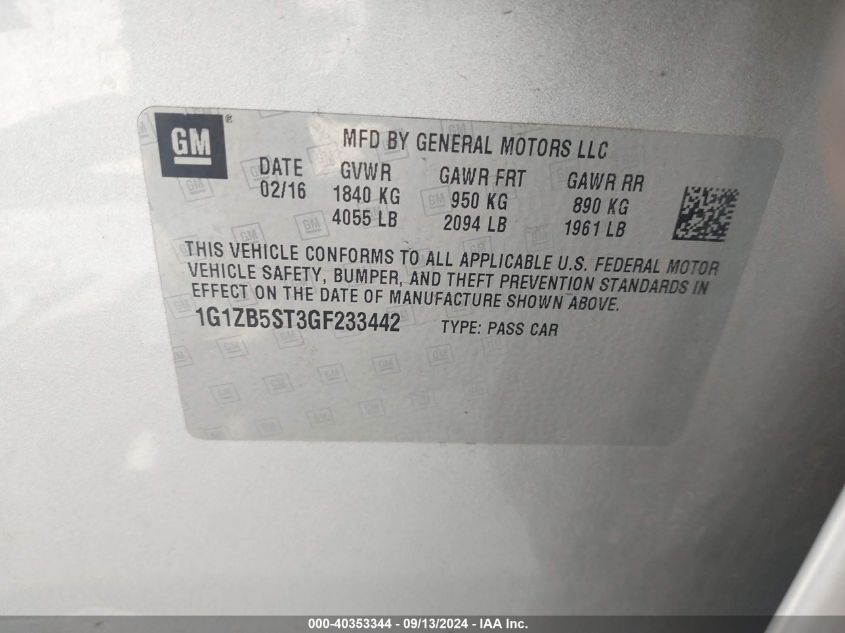 GM®
MFD BY GENERAL MOTORS LLC
DATE GVWR GAWR FRT GAWR RR
02/16 1840 KG 950 KG 890 KG
4055 LB 2094 LB 1961 LB
THIS VEHICLE CONFORMS TO ALL APPLICABLE U.S. FEDERAL MOTOR
VEHICLE SAFETY, BUMPER, AND THEFT PREVENTION STANDARDS IN
EFFECT ON THE DATE OF MANUFACTURE SHOWN ABOVE.
1G1ZB5ST3GF233442 TYPE: PASS CAR
000-40353344 - 09/13/2024 - IAA Inc.